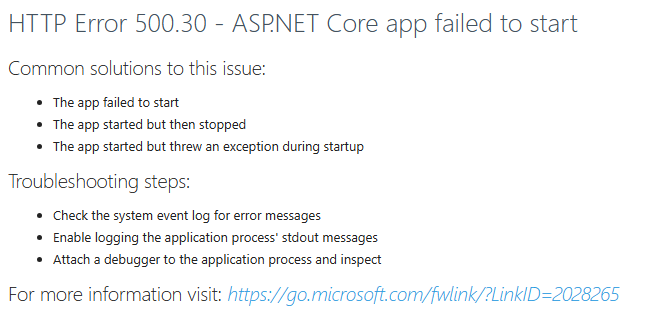 HTTP Error 500.30 - ASP.NET Core app failed to start
Common solutions to this issue:
• The app failed to start
• The app started but then stopped
• The app started but threw an exception during startup
Troubleshooting steps:
• Check the system event log for error messages
• Enable logging the application process' stdout messages
• Attach a debugger to the application process and inspect
For more information visit: https://go.microsoft.com/fwlink/?LinkID=2028265